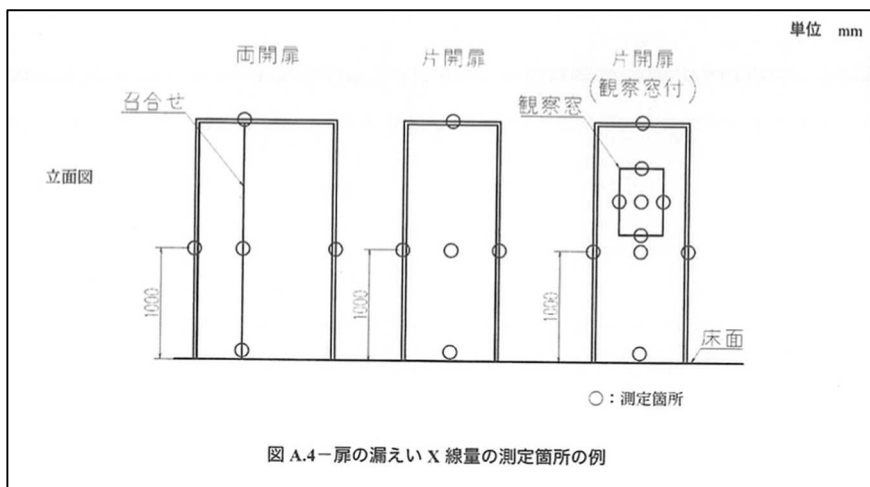 単位 mm
両開扉
片開扉
片開扉
(観察窓付)
召合せ
観察窓
立面図
1000
1000
1000
床面
○：測定箇所
図 A.4－扉の漏えい X 線量の測定箇所の例